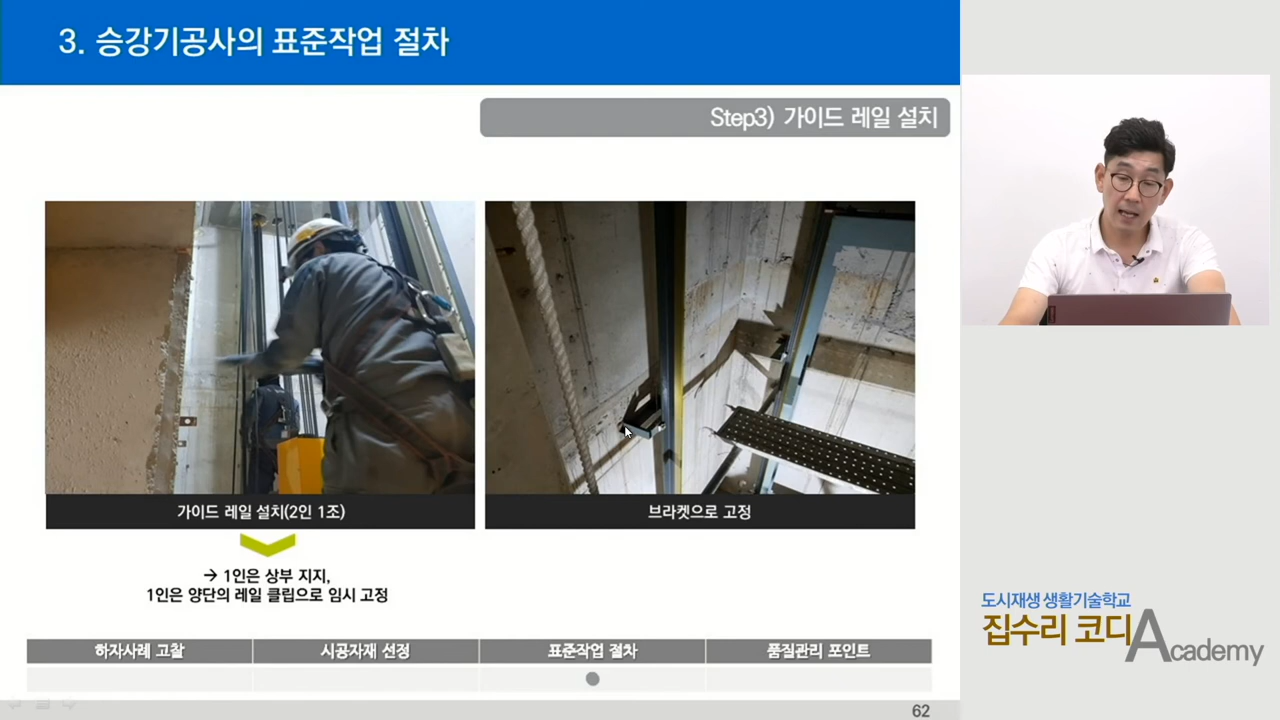 3. 승강기공사의 표준작업 절차
Step3) 가이드 레일 설치
가이드 레일 설치(2인 1조)
브라켓으로 고정
→ 1인은 상부 지지,
1인은 양단의 레일 클립으로 임시 고정
하자사례 고찰
시공자재 선정
표준작업 절차
품질관리 포인트
62
도시재생 생활기술학교
집수리 코디Academy